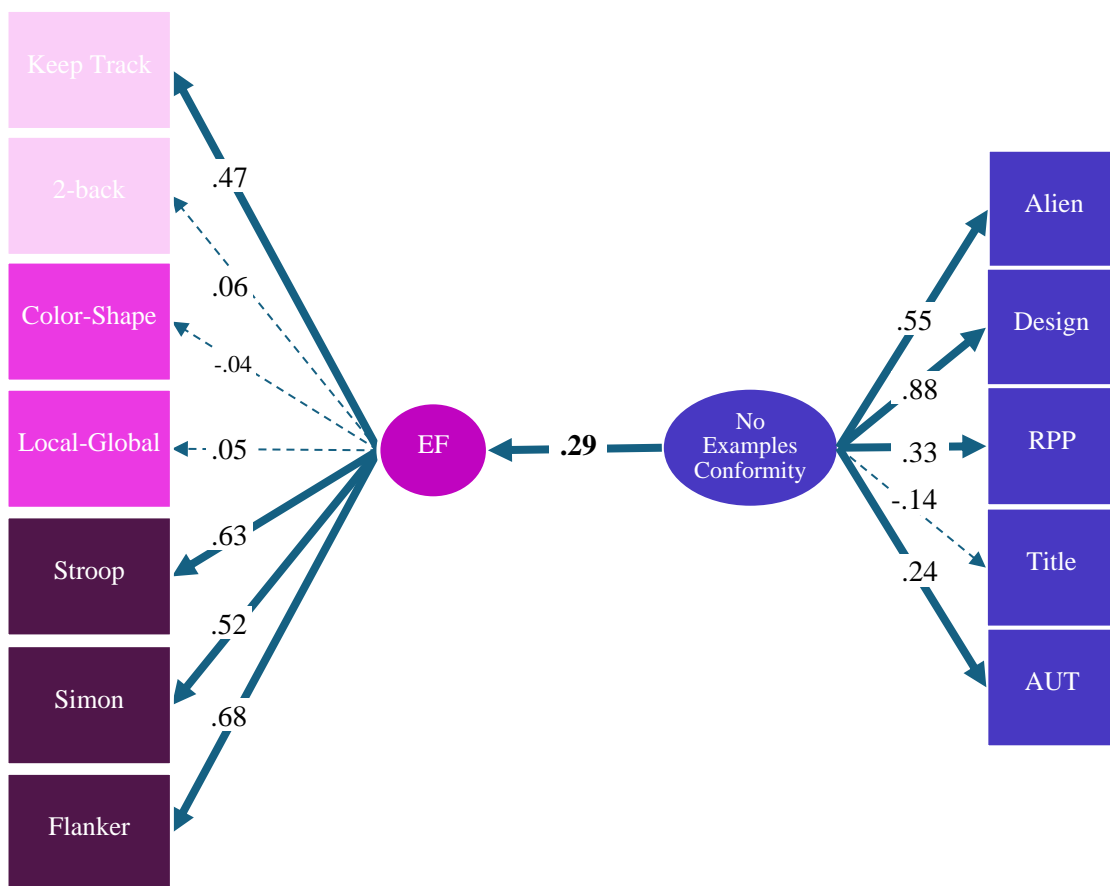 Keep Track
2-back
Color-Shape
Local-Global
Stroop
Simon
Flanker
.47
.06
-.04
.05
.63
.52
.68
EF
.29
No
Examples
Conformity
.55
.88
.33
-.14
.24
Alien
Design
RPP
Title
AUT